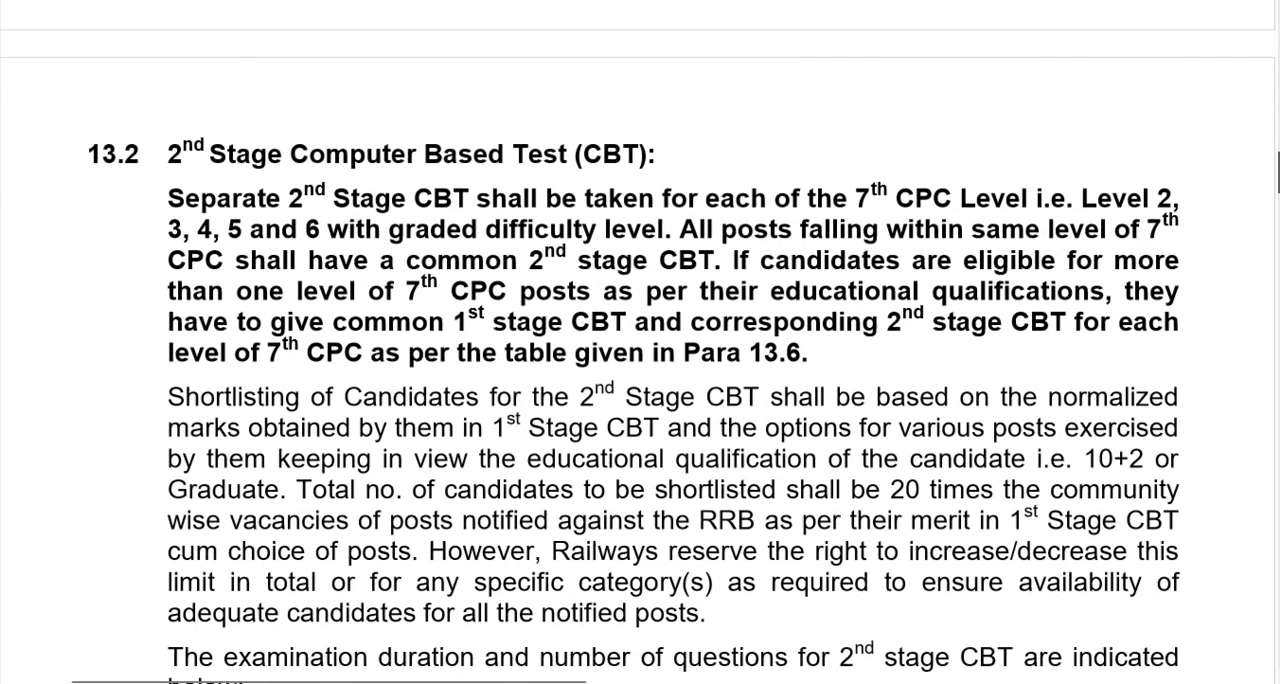 13.2 2nd Stage Computer Based Test (CBT):
Separate 2nd Stage CBT shall be taken for each of the 7th CPC Level i.e. Level 2,
3, 4, 5 and 6 with graded difficulty level. All posts falling within same level of 7th
CPC shall have a common 2nd stage CBT. If candidates are eligible for more
than one level of 7th CPC posts as per their educational qualifications, they
have to give common 1st stage CBT and corresponding 2nd stage CBT for each
level of 7th CPC as per the table given in Para 13.6.
Shortlisting of Candidates for the 2nd Stage CBT shall be based on the normalized
marks obtained by them in 1st Stage CBT and the options for various posts exercised
by them keeping in view the educational qualification of the candidate i.e. 10+2 or
Graduate. Total no. of candidates to be shortlisted shall be 20 times the community
wise vacancies of posts notified against the RRB as per their merit in 1st Stage CBT
cum choice of posts. However, Railways reserve the right to increase/decrease this
limit in total or for any specific category(s) as required to ensure availability of
adequate candidates for all the notified posts.
The examination duration and number of questions for 2nd stage CBT are indicated